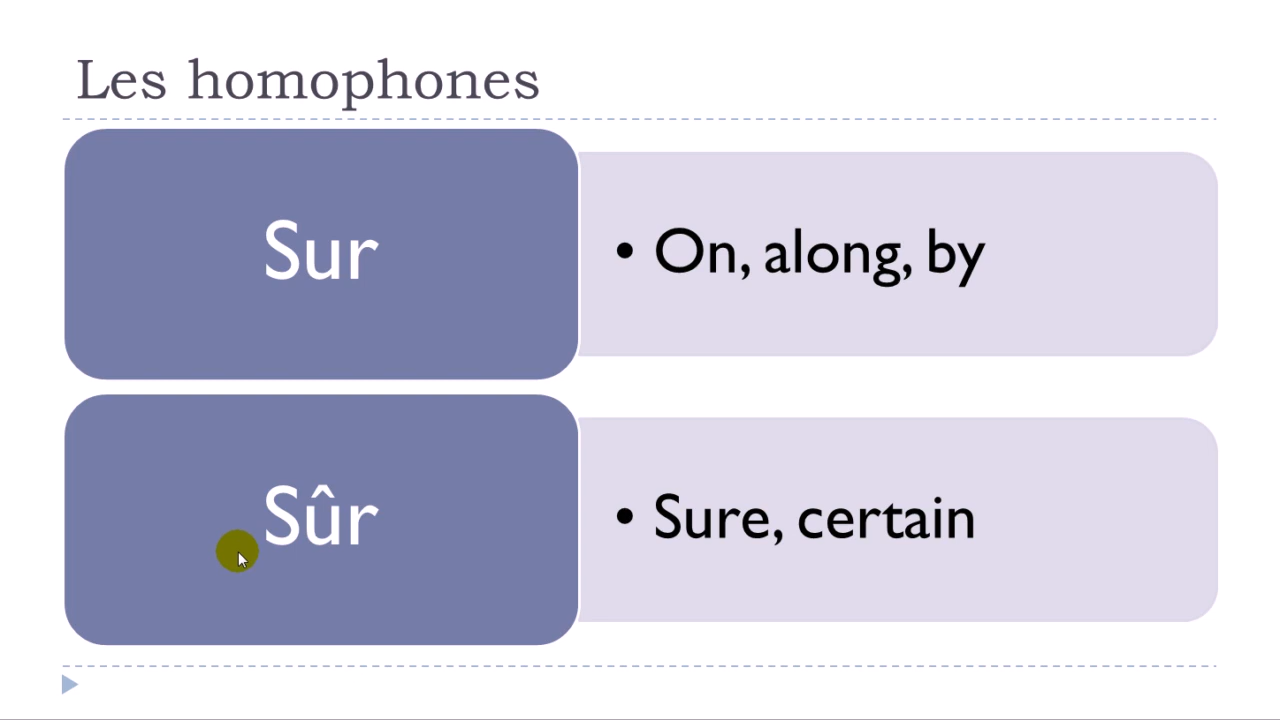 Les homophones
Sur
• On, along, by
Sûr
• Sure, certain